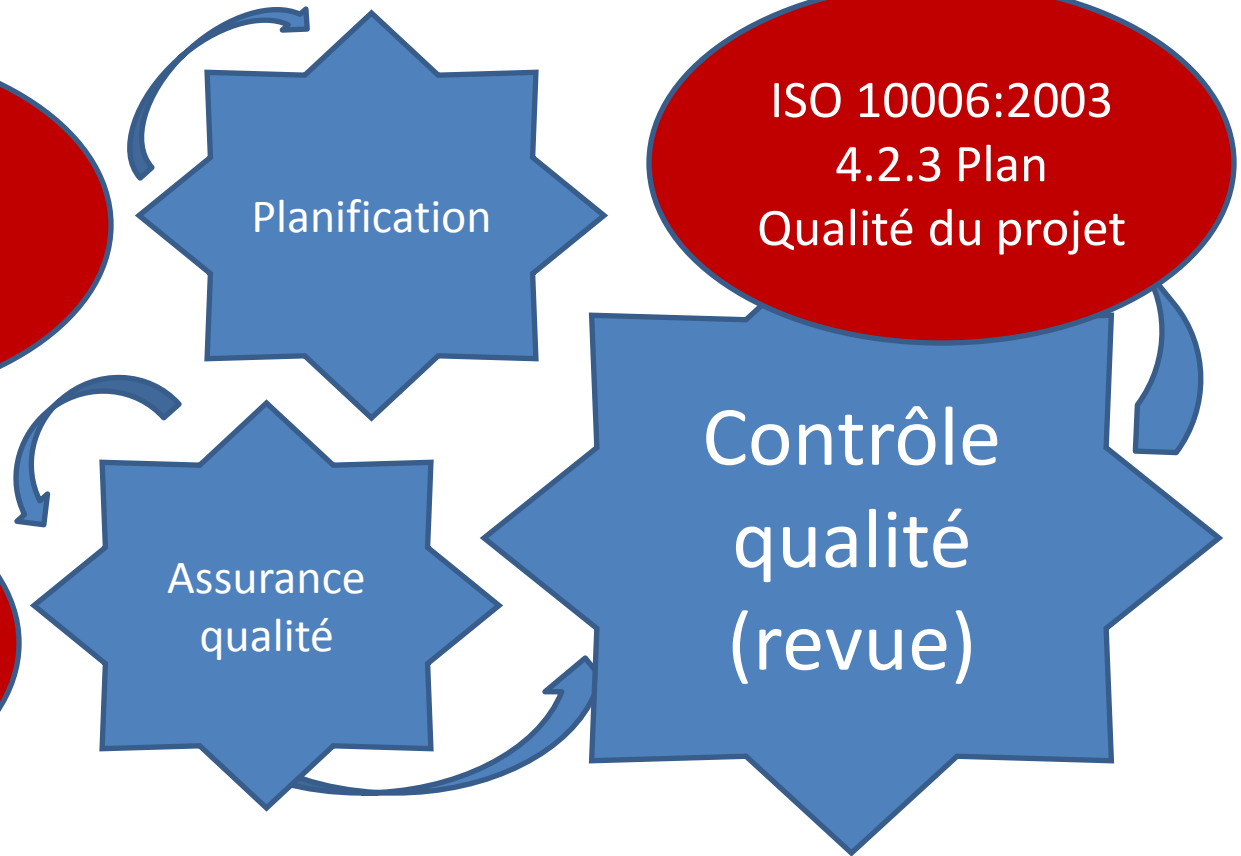 Planification
ISO 10006:2003
4.2.3 Plan
Qualité du projet
Assurance
qualité
Contrôle
qualité
(revue)